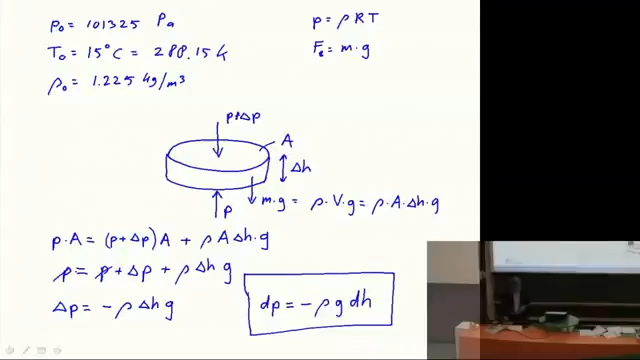 p₀ = 101325 Pa
T₀ = 15°C = 288.15 K
ρ₀ = 1.225 kg/m³
p = ρRT
F_g = m·g
p+Δp
A
Δh
p
m·g = ρ·V·g = ρ·A·Δh·g
p·A = (p+Δp)A + ρAΔh·g
p = p + Δp + ρΔhg
Δp = -ρΔhg
dp = -ρg dh